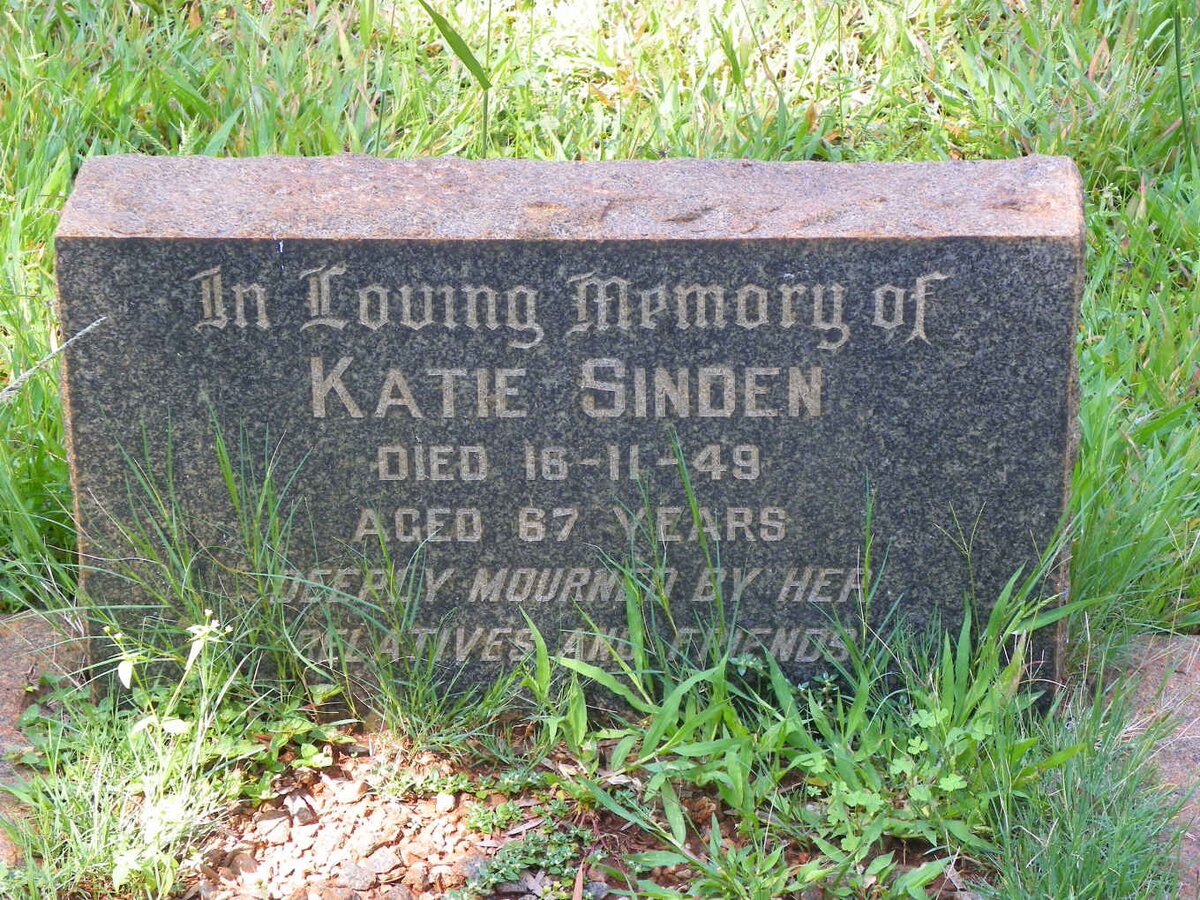 In Loving Memory of
KATIE SINDEN
DIED 16-11-49
AGED 67 YEARS
DEEPLY MOURNED BY HER
RELATIVES AND FRIENDS